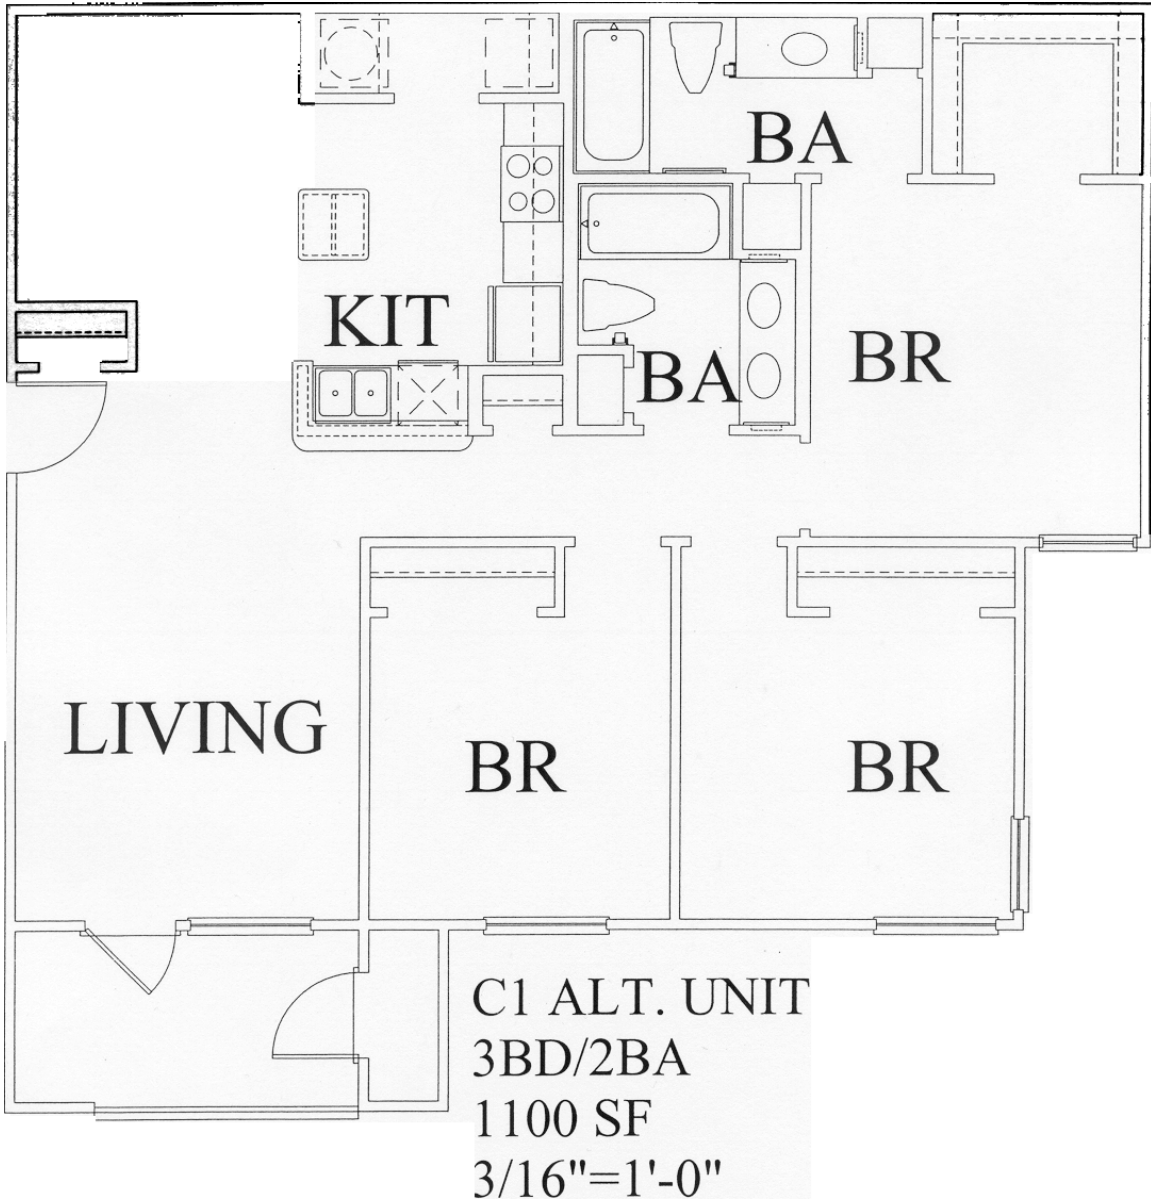 BA
KIT
BR
BA
LIVING
BR
BR
C1 ALT. UNIT
3BD/2BA
1100 SF
3/16"=1'-0"